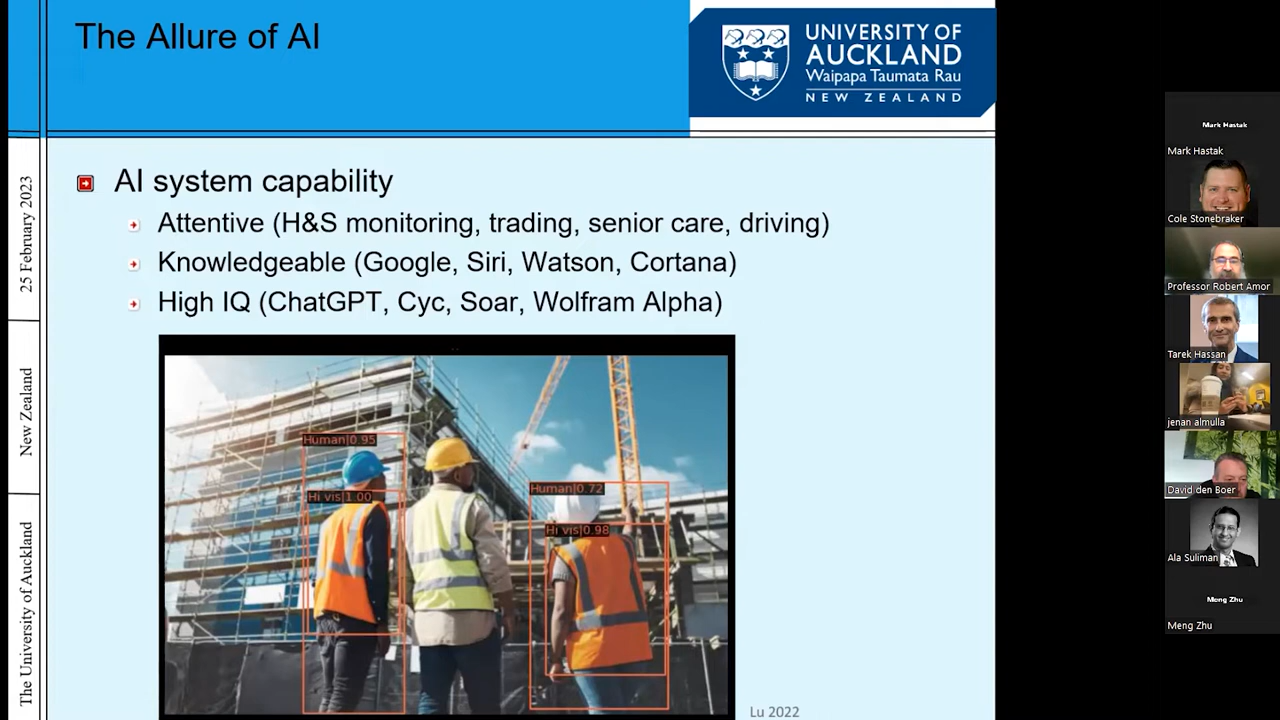 The Allure of AI
UNIVERSITY OF
AUCKLAND
Waipapa Taumata Rau
NEW ZEALAND
25 February 2023
New Zealand
The University of Auckland
AI system capability
Attentive (H&S monitoring, trading, senior care, driving)
Knowledgeable (Google, Siri, Watson, Cortana)
High IQ (ChatGPT, Cyc, Soar, Wolfram Alpha)
Human|0.95
Hi vis|1.00
Human|0.72
Hi vis|0.98
Lu 2022
Mark Hastak
Mark Hastak
Cole Stonebraker
Professor Robert Amor
Tarek Hassan
jenan almulla
David den Boer
Ala Suliman
Meng Zhu
Meng Zhu